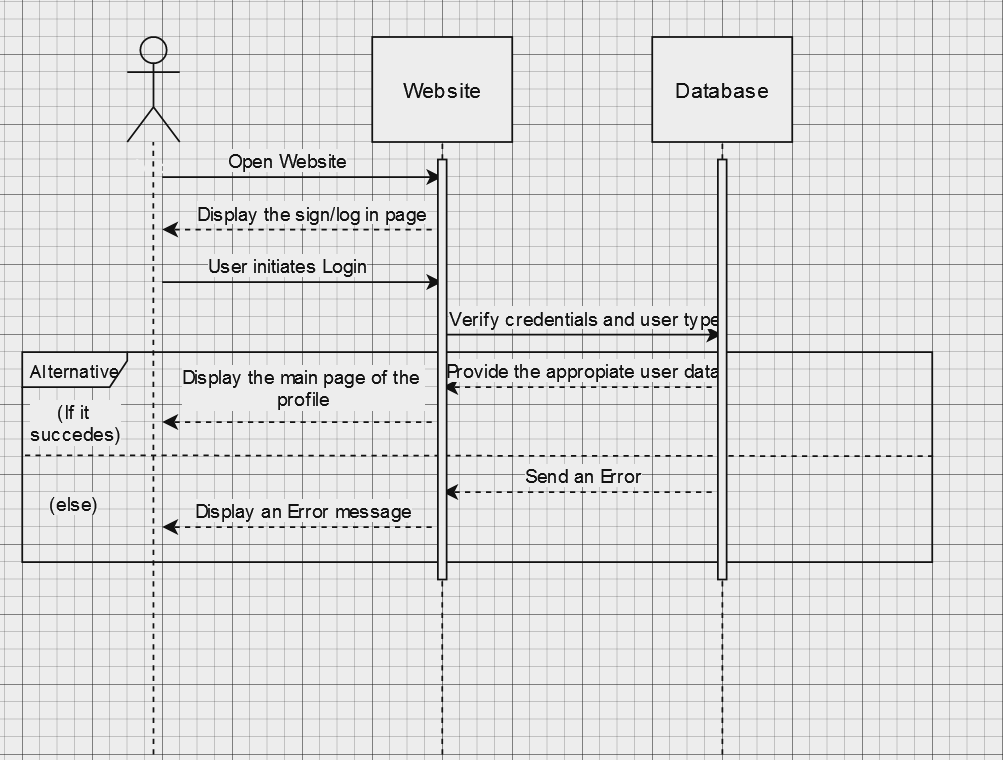 Website
Database
Open Website
Display the sign/log in page
User initiates Login
Verify credentials and user type
Alternative
Provide the appropiate user data
Display the main page of the
profile
(If it
succedes)
Send an Error
(else)
Display an Error message